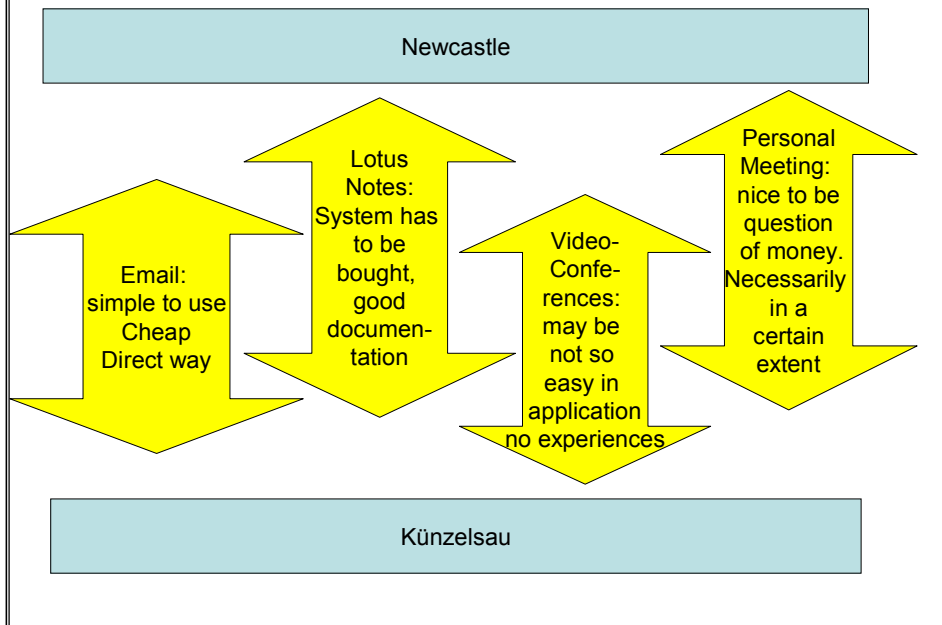 Newcastle
Email:
simple to use
Cheap
Direct way
Lotus
Notes:
System has
to be
bought,
good
documen-
tation
Video-
Confe-
rences:
may be
not so
easy in
application
no experiences
Personal
Meeting:
nice to be
question
of money.
Necessarily
in a
certain
extent
Künzelsau